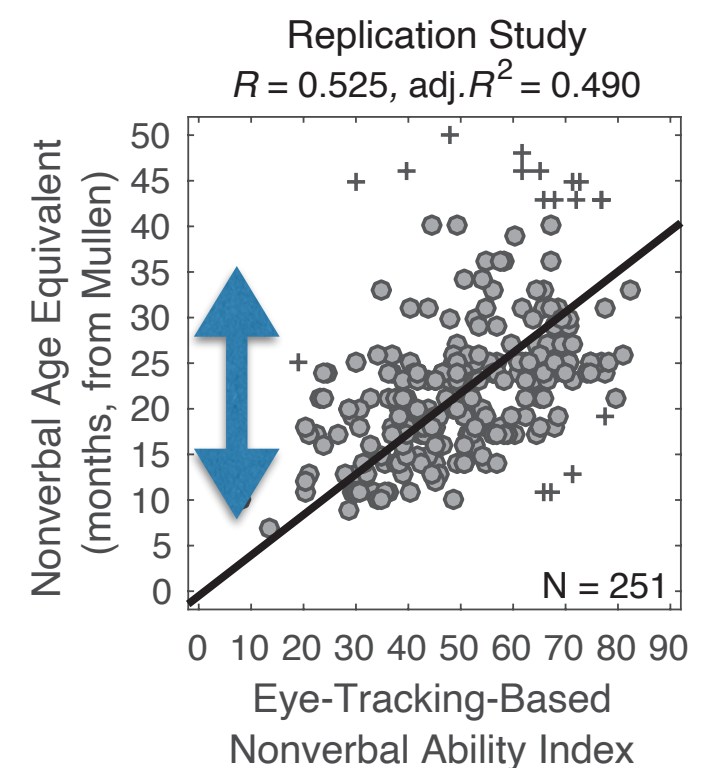 Replication Study
R = 0.525, adj.R² = 0.490
Nonverbal Age Equivalent
(months, from Mullen)
50
45
40
35
30
25
20
15
10
5
0
N = 251
0 10 20 30 40 50 60 70 80 90
Eye-Tracking-Based
Nonverbal Ability Index